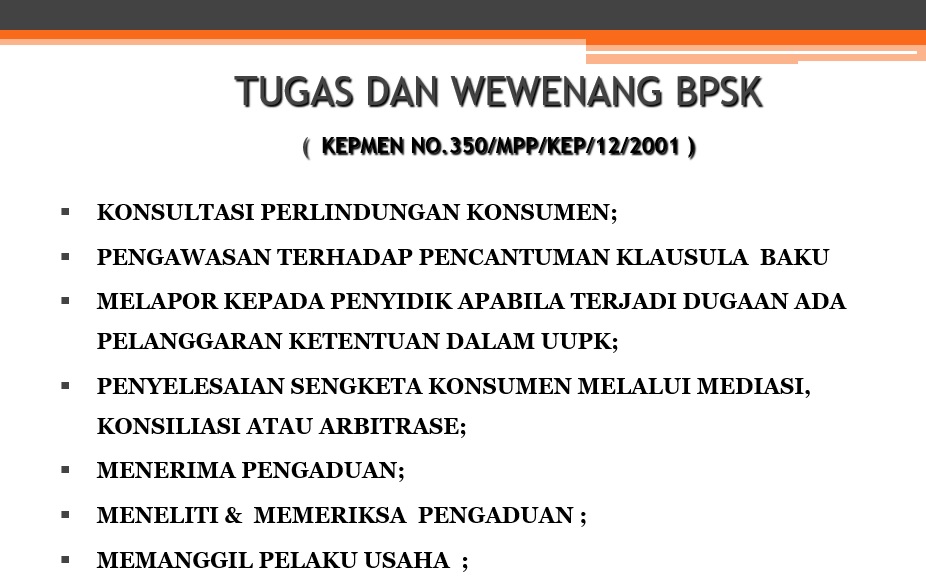 TUGAS DAN WEWENANG BPSK
( KEPMEN NO.350/MPP/KEP/12/2001 )
▪ KONSULTASI PERLINDUNGAN KONSUMEN;
▪ PENGAWASAN TERHADAP PENCANTUMAN KLAUSULA BAKU
▪ MELAPOR KEPADA PENYIDIK APABILA TERJADI DUGAAN ADA
PELANGGARAN KETENTUAN DALAM UUPK;
▪ PENYELESAIAN SENGKETA KONSUMEN MELALUI MEDIASI,
KONSILIASI ATAU ARBITRASE;
▪ MENERIMA PENGADUAN;
▪ MENELITI & MEMERIKSA PENGADUAN ;
▪ MEMANGGIL PELAKU USAHA ;